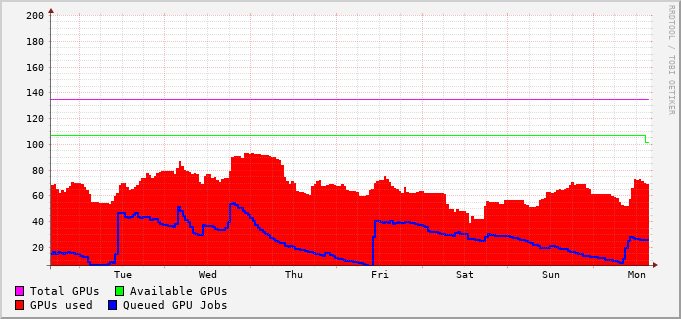 200
180
160
140
120
100
80
60
40
20
Tue Wed Thu Fri Sat Sun Mon
Total GPUs Available GPUs
GPUs used Queued GPU Jobs
RRDTOOL / TOBI OETIKER